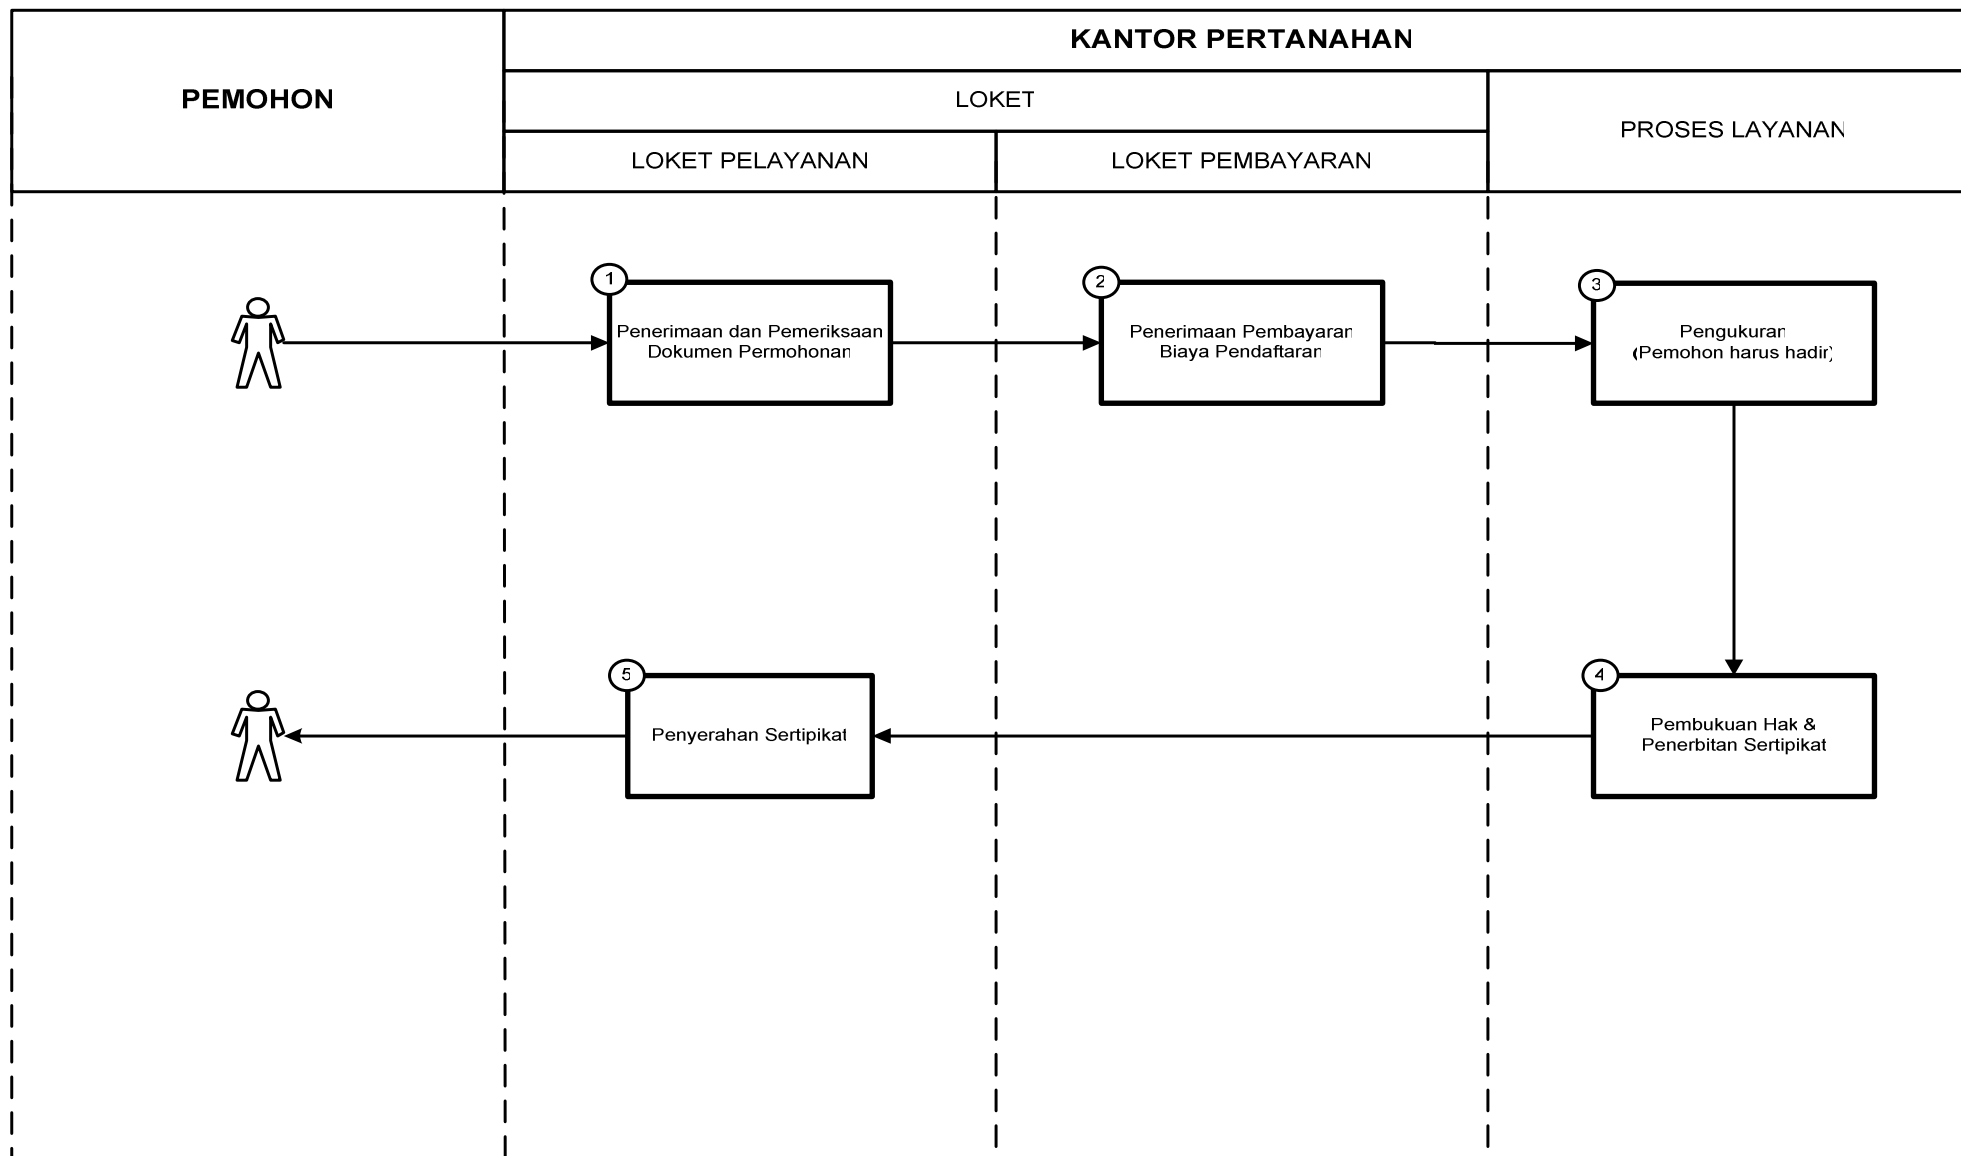 KANTOR PERTANAHAN
PEMOHON
LOKET
PROSES LAYANAN
LOKET PELAYANAN
LOKET PEMBAYARAN
1
Penerimaan dan Pemeriksaan
Dokumen Permohonan
2
Penerimaan Pembayaran
Biaya Pendaftaran
3
Pengukuran
(Pemohon harus hadir)
4
Pembukuan Hak &
Penerbitan Sertipikat
5
Penyerahan Sertipikat